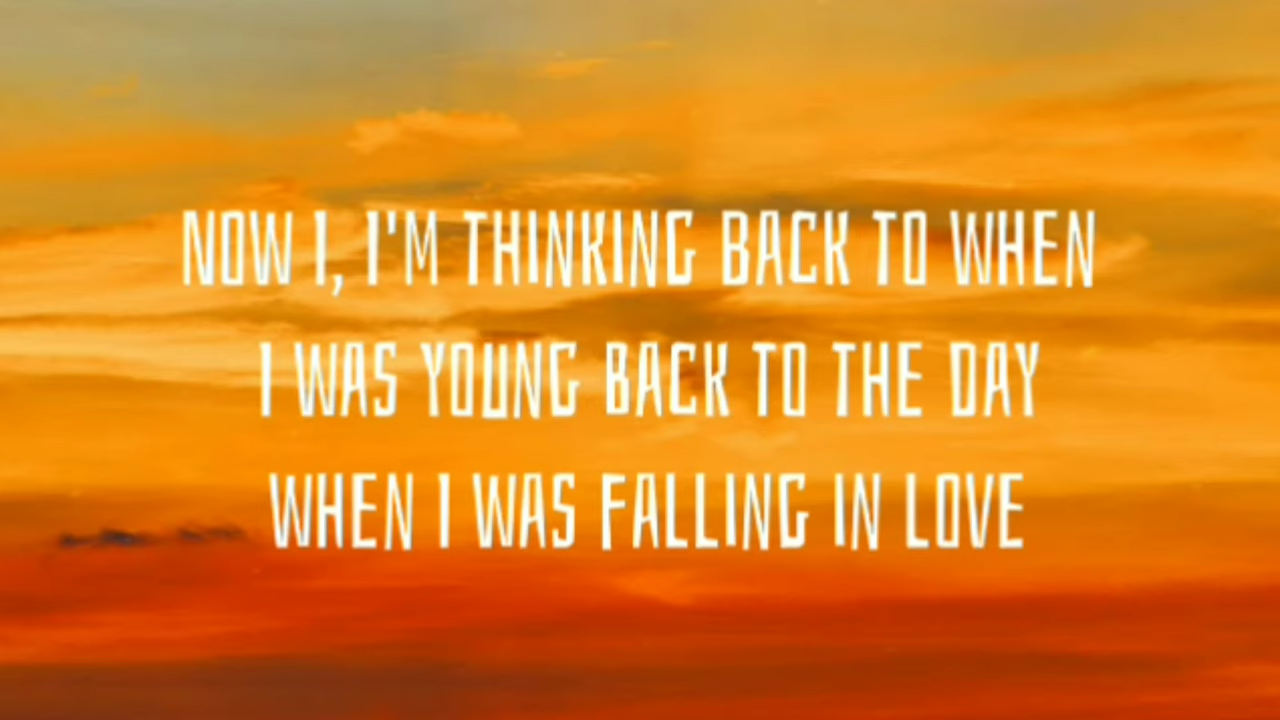 NOW I, I'M THINKING BACK TO WHEN
I WAS YOUNG BACK TO THE DAY
WHEN I WAS FALLING IN LOVE